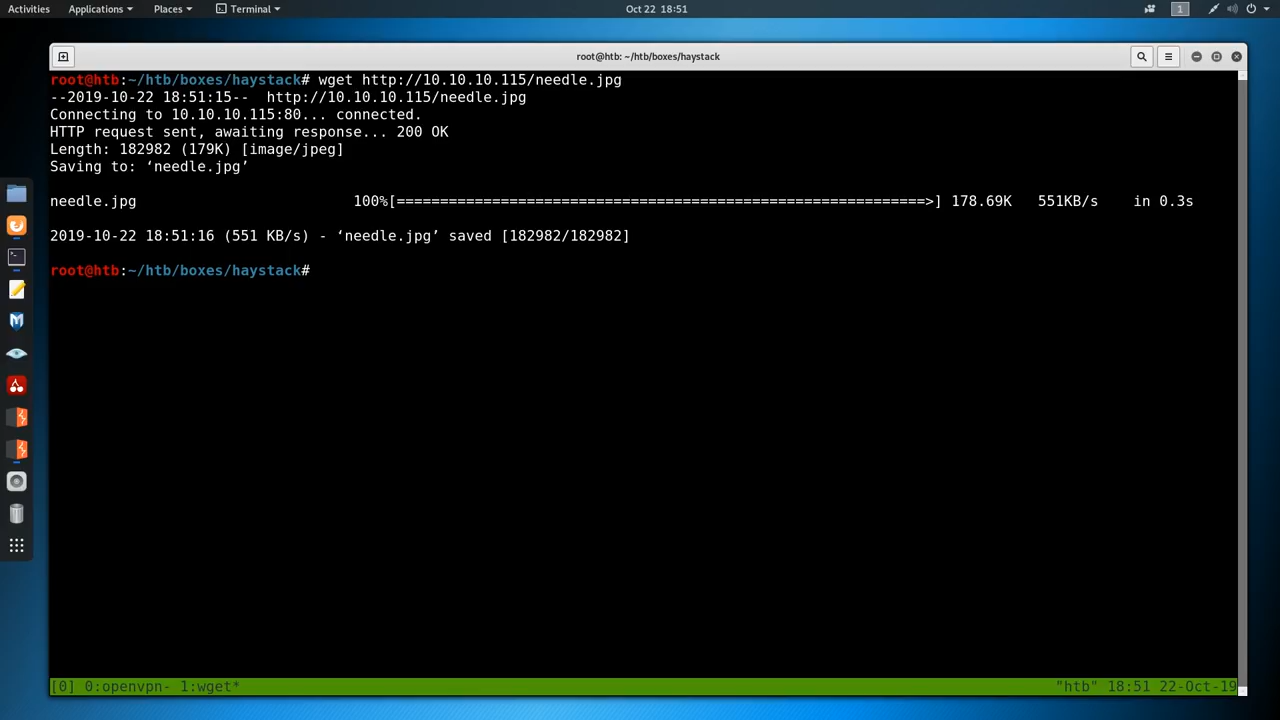 Activities Applications Places Terminal Oct 22 18:51 1
root@htb: ~/htb/boxes/haystack
root@htb:~/htb/boxes/haystack# wget http://10.10.10.115/needle.jpg
--2019-10-22 18:51:15--  http://10.10.10.115/needle.jpg
Connecting to 10.10.10.115:80... connected.
HTTP request sent, awaiting response... 200 OK
Length: 182982 (179K) [image/jpeg]
Saving to: ‘needle.jpg’
needle.jpg 100%[=============================================================>] 178.69K 551KB/s in 0.3s
2019-10-22 18:51:16 (551 KB/s) - ‘needle.jpg’ saved [182982/182982]
root@htb:~/htb/boxes/haystack#
[0] 0:openvpn- 1:wget* "htb" 18:51 22-Oct-19